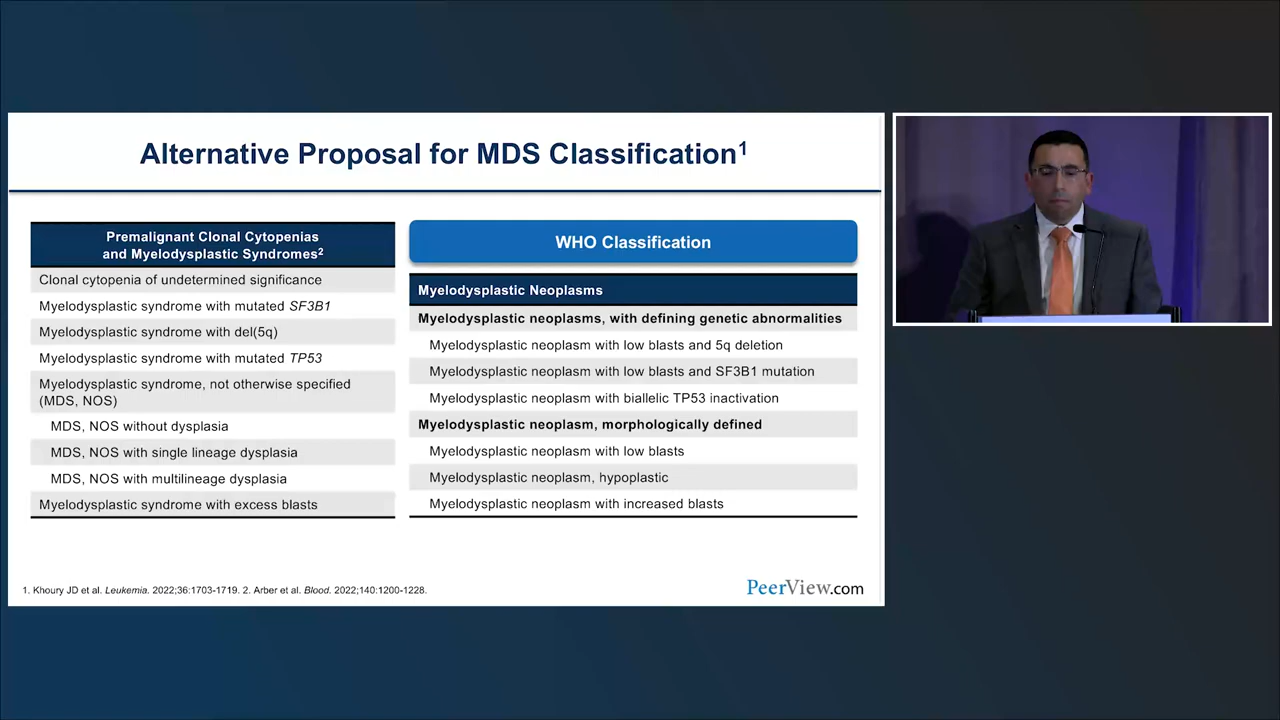 Alternative Proposal for MDS Classification1
Premalignant Clonal Cytopenias
and Myelodysplastic Syndromes2
Clonal cytopenia of undetermined significance
Myelodysplastic syndrome with mutated SF3B1
Myelodysplastic syndrome with del(5q)
Myelodysplastic syndrome with mutated TP53
Myelodysplastic syndrome, not otherwise specified
(MDS, NOS)
MDS, NOS without dysplasia
MDS, NOS with single lineage dysplasia
MDS, NOS with multilineage dysplasia
Myelodysplastic syndrome with excess blasts
WHO Classification
Myelodysplastic Neoplasms
Myelodysplastic neoplasms, with defining genetic abnormalities
Myelodysplastic neoplasm with low blasts and 5q deletion
Myelodysplastic neoplasm with low blasts and SF3B1 mutation
Myelodysplastic neoplasm with biallelic TP53 inactivation
Myelodysplastic neoplasm, morphologically defined
Myelodysplastic neoplasm with low blasts
Myelodysplastic neoplasm, hypoplastic
Myelodysplastic neoplasm with increased blasts
1. Khoury JD et al. Leukemia. 2022;36:1703-1719. 2. Arber et al. Blood. 2022;140:1200-1228.
PeerView.com